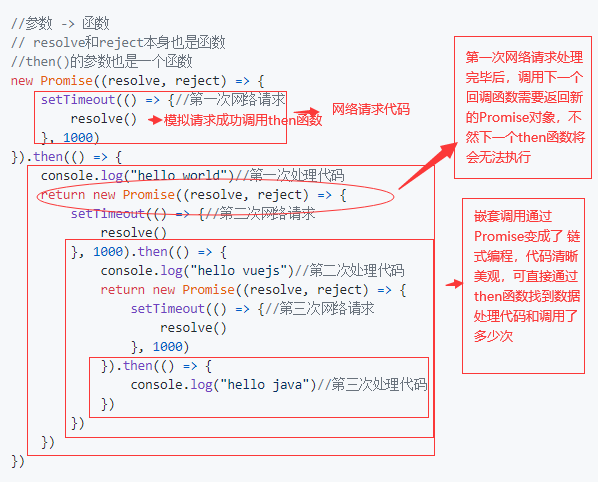 //参数 -> 函数
// resolve和reject本身也是函数
//then()的参数也是一个函数
new Promise((resolve, reject) => {
    setTimeout(() => {//第一次网络请求
        resolve()
模拟请求成功调用then函数
    }, 1000)
网络请求代码
}).then(() => {
    console.log("hello world")//第一次处理代码
    return new Promise((resolve, reject) => {
        setTimeout(() => {//第二次网络请求
            resolve()
        }, 1000).then(() => {
            console.log("hello vuejs")//第二次处理代码
            return new Promise((resolve, reject) => {
                setTimeout(() => {//第三次网络请求
                    resolve()
                }, 1000)
            }).then(() => {
                console.log("hello java")//第三次处理代码
            })
        })
    })
})
第一次网络请求处理
完毕后，调用下一个
回调函数需要返回新
的Promise对象，不
然下一个then函数将
会无法执行
嵌套调用通过
Promise变成了 链
式编程，代码清晰
美观，可直接通过
then函数找到数据
处理代码和调用了
多少次